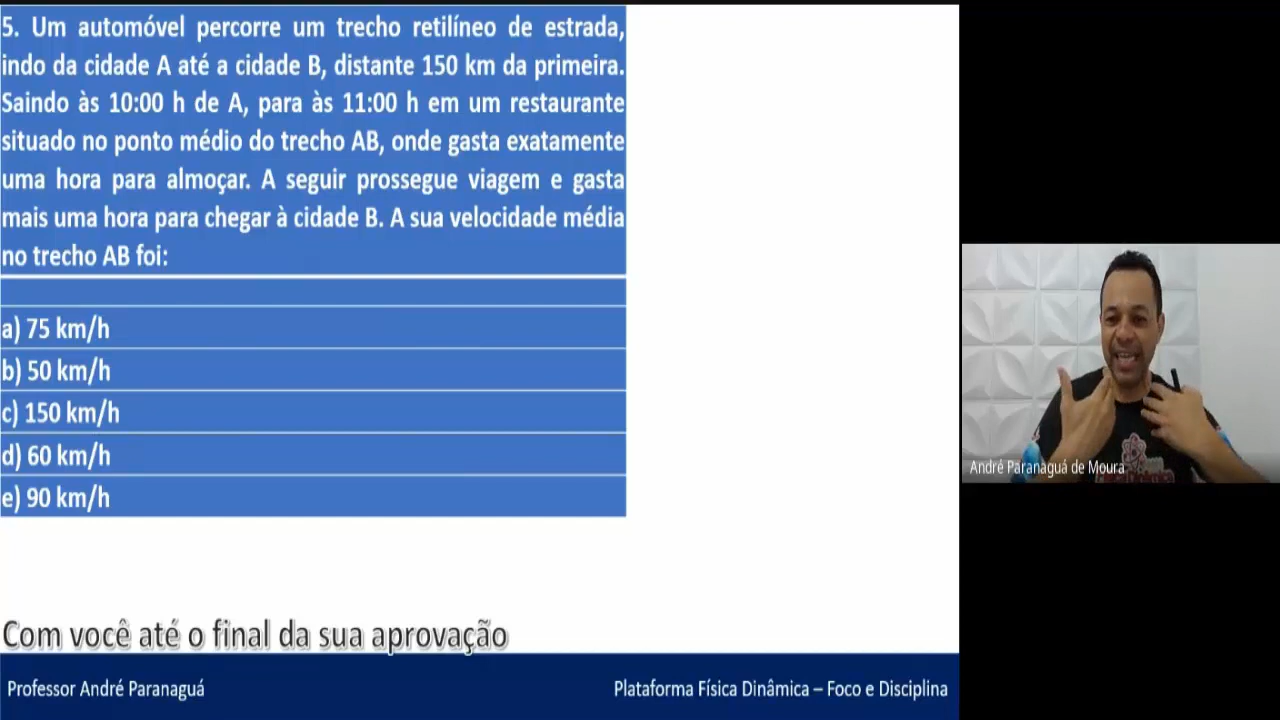 5. Um automóvel percorre um trecho retilíneo de estrada,
indo da cidade A até a cidade B, distante 150 km da primeira.
Saindo às 10:00 h de A, para às 11:00 h em um restaurante
situado no ponto médio do trecho AB, onde gasta exatamente
uma hora para almoçar. A seguir prossegue viagem e gasta
mais uma hora para chegar à cidade B. A sua velocidade média
no trecho AB foi:
a) 75 km/h
b) 50 km/h
c) 150 km/h
d) 60 km/h
e) 90 km/h
Com você até o final da sua aprovação
Professor André Paranaguá
Plataforma Física Dinâmica – Foco e Disciplina
André Paranaguá de Moura